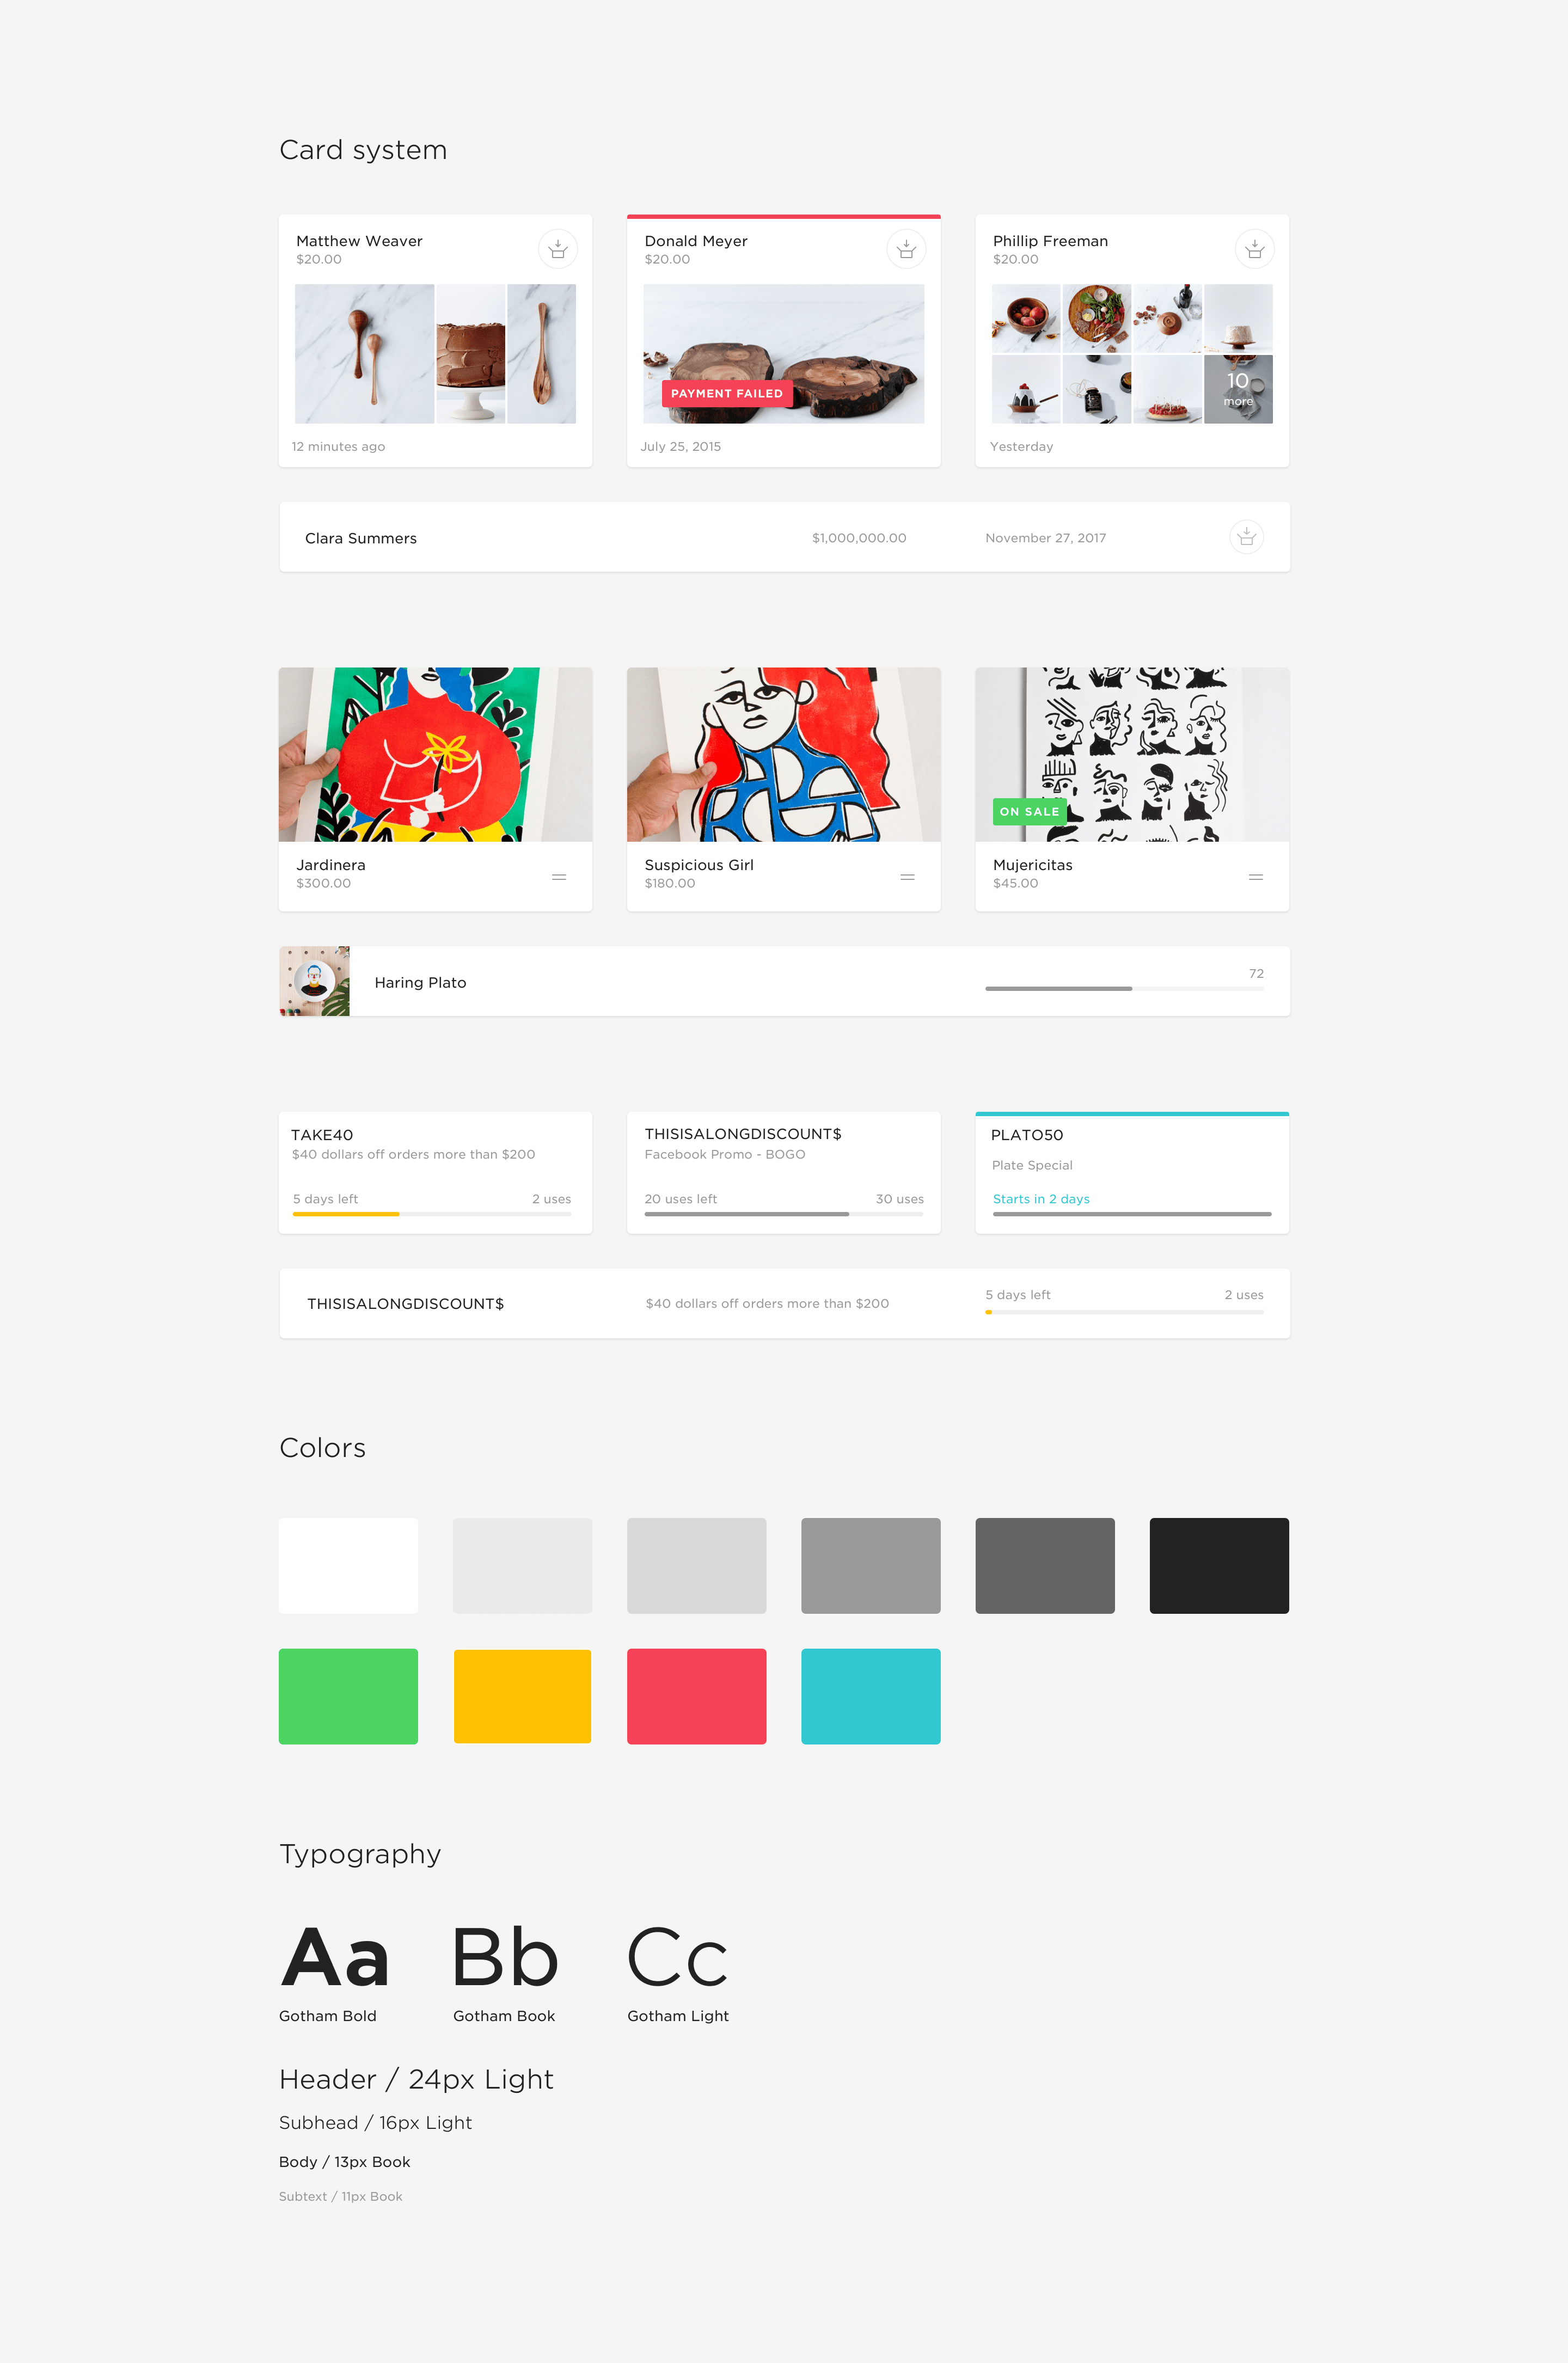 Card system
Matthew Weaver
$20.00
12 minutes ago
Donald Meyer
$20.00
PAYMENT FAILED
July 25, 2015
Phillip Freeman
$20.00
10
more
Yesterday
Clara Summers
$1,000,000.00
November 27, 2017
Jardinera
$300.00
Suspicious Girl
$180.00
ON SALE
Mujericitas
$45.00
Haring Plato
72
TAKE40
$40 dollars off orders more than $200
5 days left
2 uses
THISISALONGDISCOUNT$
Facebook Promo - BOGO
20 uses left
30 uses
PLATO50
Plate Special
Starts in 2 days
THISISALONGDISCOUNT$
$40 dollars off orders more than $200
5 days left
2 uses
Colors
Typography
Aa
Gotham Bold
Bb
Gotham Book
Cc
Gotham Light
Header / 24px Light
Subhead / 16px Light
Body / 13px Book
Subtext / 11px Book